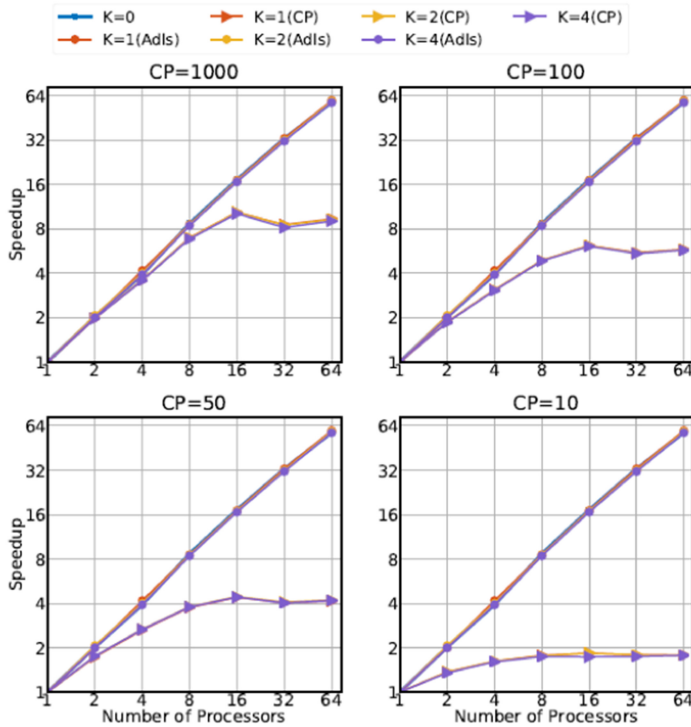 K=0 K=1(CP) K=2(CP) K=4(CP)
K=1(AdIs) K=2(AdIs) K=4(AdIs)
CP=1000 CP=100
64 64
32 32
16 16
8 8
4 4
2 2
1 1
Speedup
1 2 4 8 16 32 64 1 2 4 8 16 32 64
CP=50 CP=10
64 64
32 32
16 16
8 8
4 4
2 2
1 1
Speedup
1 2 4 8 16 32 64 1 2 4 8 16 32 64
Number of Processors Number of Processors